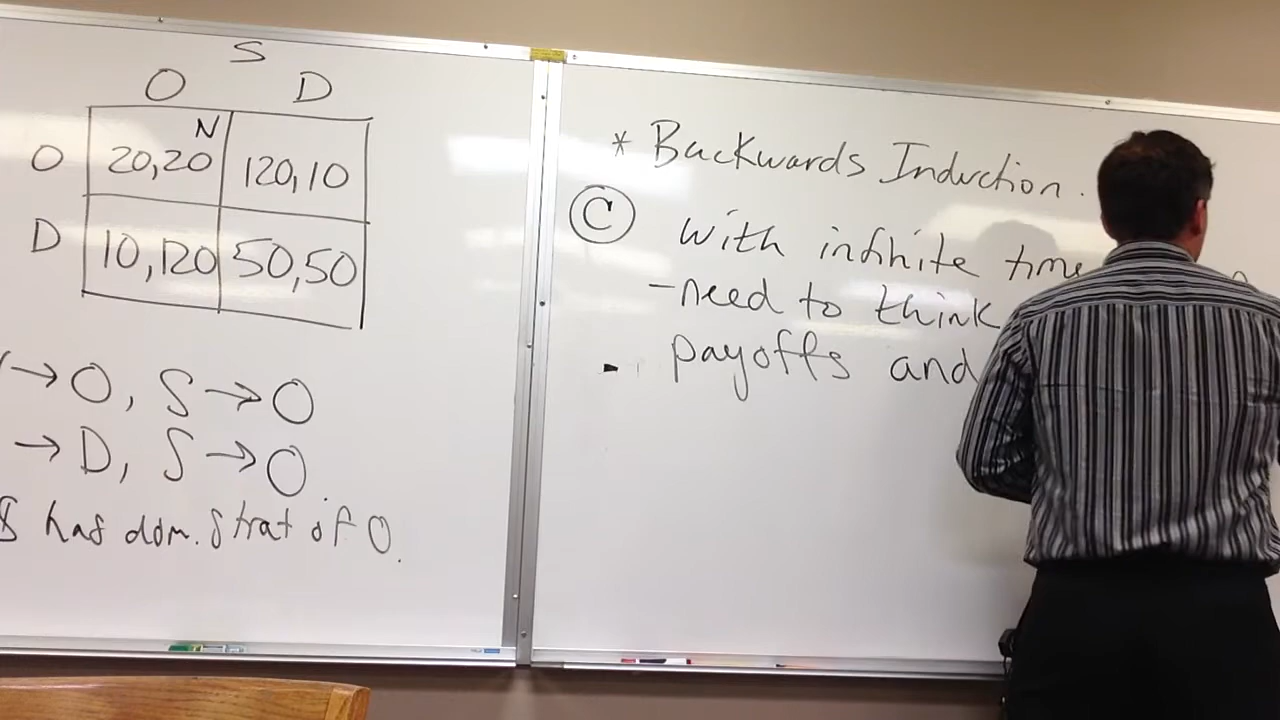 S
O D
N
O 20,20 120,10
D 10,120 50,50
→ O, S → O
→ D, S → O.
S has dom. strat of O.
* Backwards Induction.
C with infinite time
- need to think
payoffs and